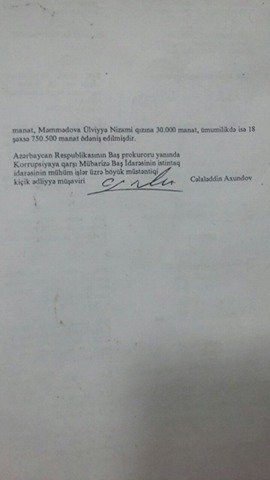 manat, Məmmədova Ülviyyə Nizami qızına 30.000 manat, ümumilikdə isə 18
şəxsə 750.500 manat ödəniş edilmişdir.
Azərbaycan Respublikasının Baş prokuroru yanında
Korrupsiyaya qarşı Mübarizə Baş İdarəsinin istintaq
idarəsinin mühüm işlər üzrə böyük müstəntiqi
kiçik ədliyyə müşaviri Cəlaləddin Axundov